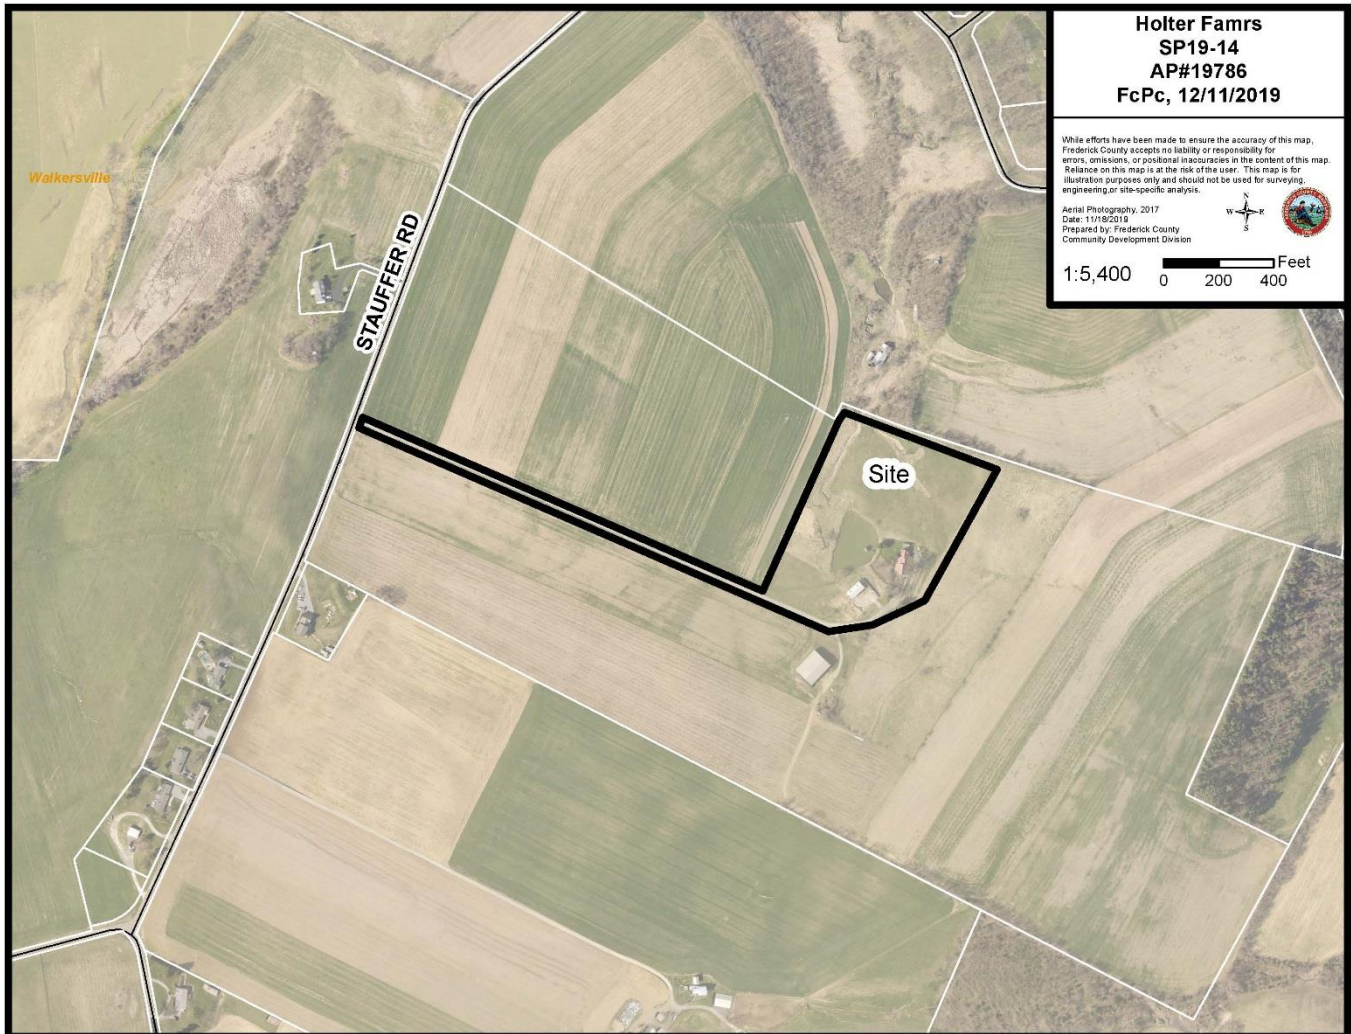 Holter Famrs
SP19-14
AP#19786
FcPc, 12/11/2019
While efforts have been made to ensure the accuracy of this map,
Frederick County accepts no liability or responsibility for
errors, omissions, or positional inaccuracies in the content of this map.
Reliance on this map is at the risk of the user. This map is for
illustration purposes only and should not be used for surveying,
engineering,or site-specific analysis.
Aerial Photography, 2017
Date: 11/18/2019
Prepared by: Frederick County
Community Development Division
N
W E
S
1:5,400
Feet
0 200 400
Walkersville
STAUFFER RD
Site